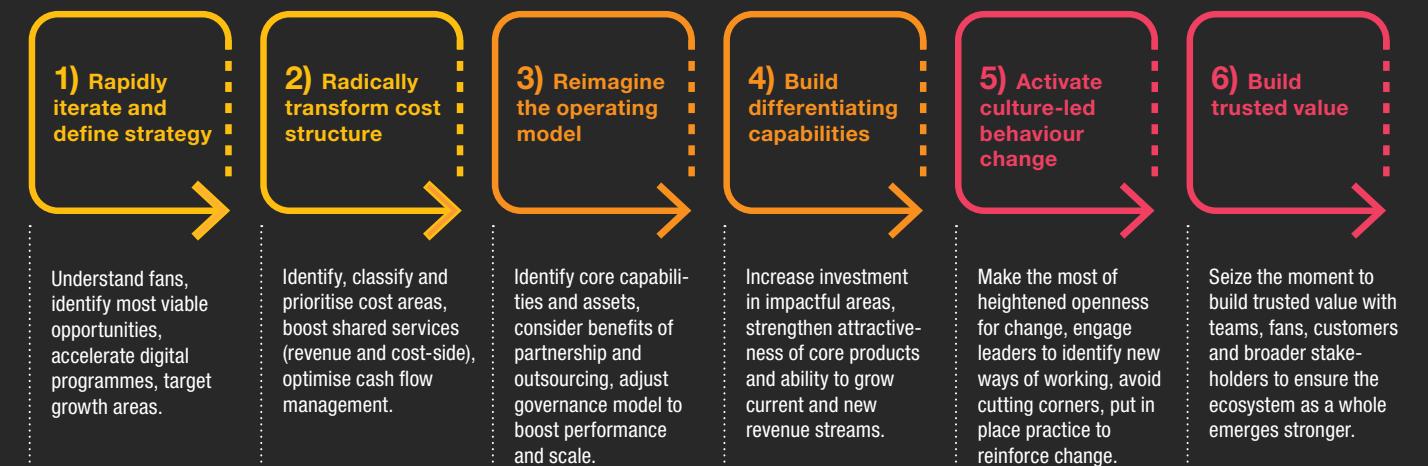 1) Rapidly
iterate and
define strategy
Understand fans,
identify most viable
opportunities,
accelerate digital
programmes, target
growth areas.
2) Radically
transform cost
structure
Identify, classify and
prioritise cost areas,
boost shared services
(revenue and cost-side),
optimise cash flow
management.
3) Reimagine
the operating
model
Identify core capabili-
ties and assets,
consider benefits of
partnership and
outsourcing, adjust
governance model to
boost performance
and scale.
4) Build
differentiating
capabilities
Increase investment
in impactful areas,
strengthen attractive-
ness of core products
and ability to grow
current and new
revenue streams.
5) Activate
culture-led
behaviour
change
Make the most of
heightened openness
for change, engage
leaders to identify new
ways of working, avoid
cutting corners, put in
place practice to
reinforce change.
6) Build
trusted value
Seize the moment to
build trusted value with
teams, fans, customers
and broader stake-
holders to ensure the
ecosystem as a whole
emerges stronger.